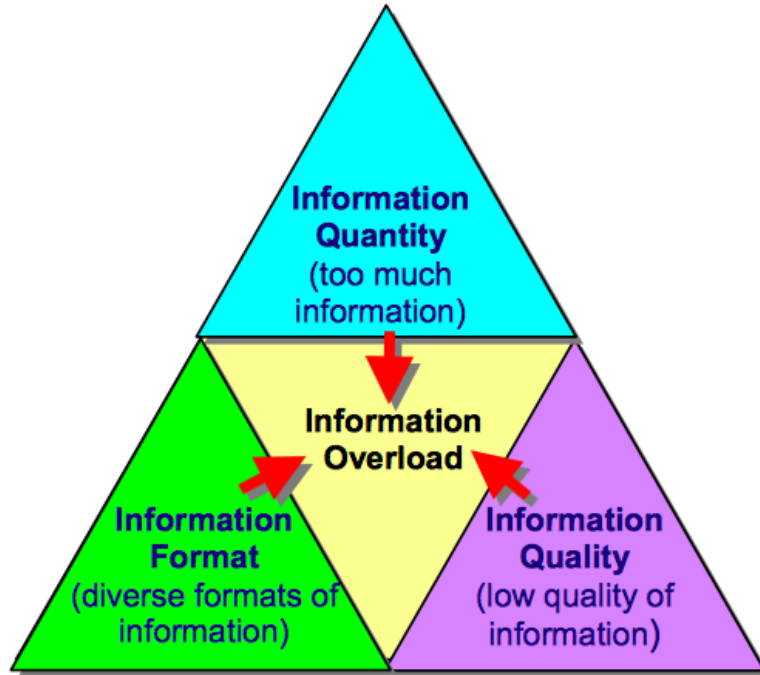 Information
Quantity
(too much
information)
Information
Overload
Information
Format
(diverse formats of
information)
Information
Quality
(low quality of
information)